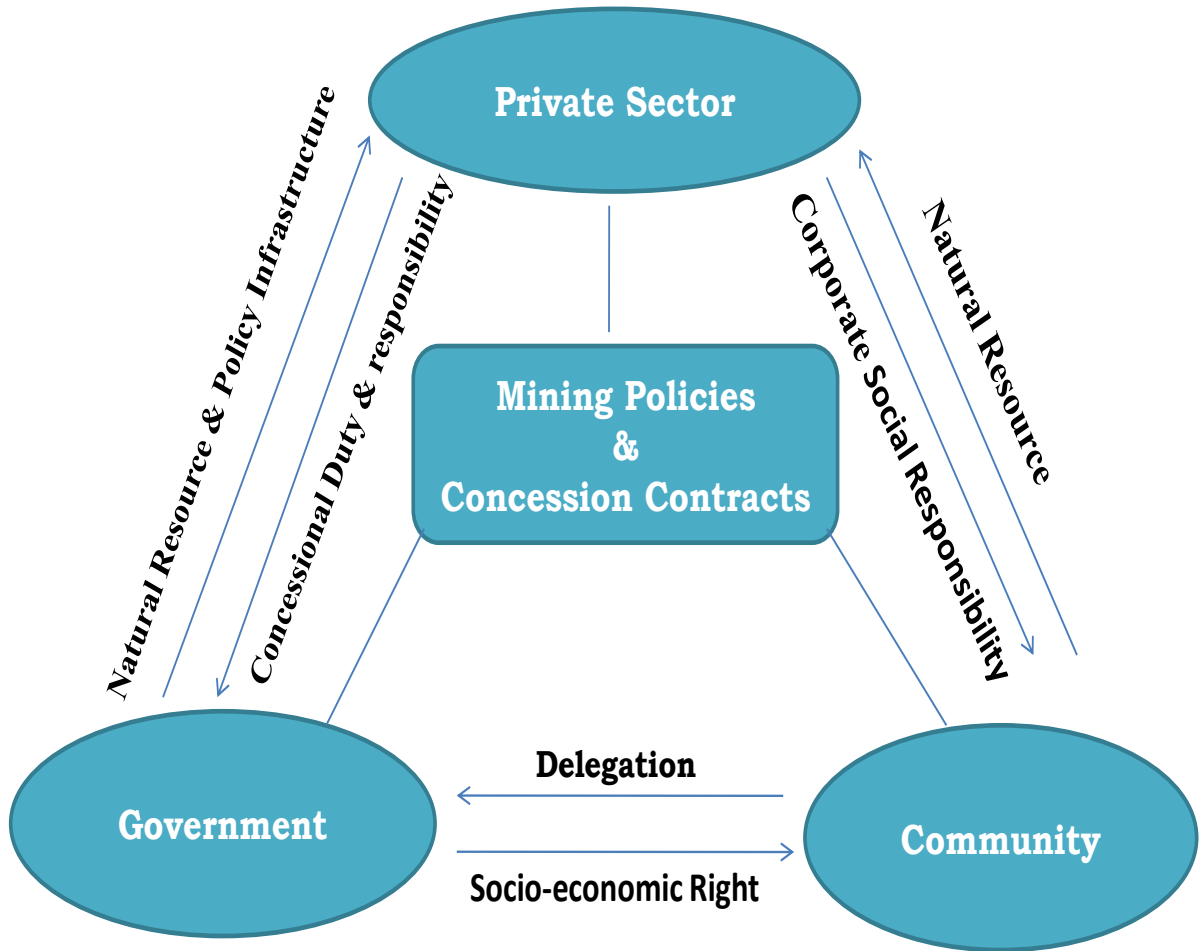 Private Sector
Natural Resource & Policy Infrastructure
Concessional Duty & responsibility
Corporate Social Responsibility
Natural Resource
Mining Policies
&
Concession Contracts
Delegation
Government
Community
Socio-economic Right